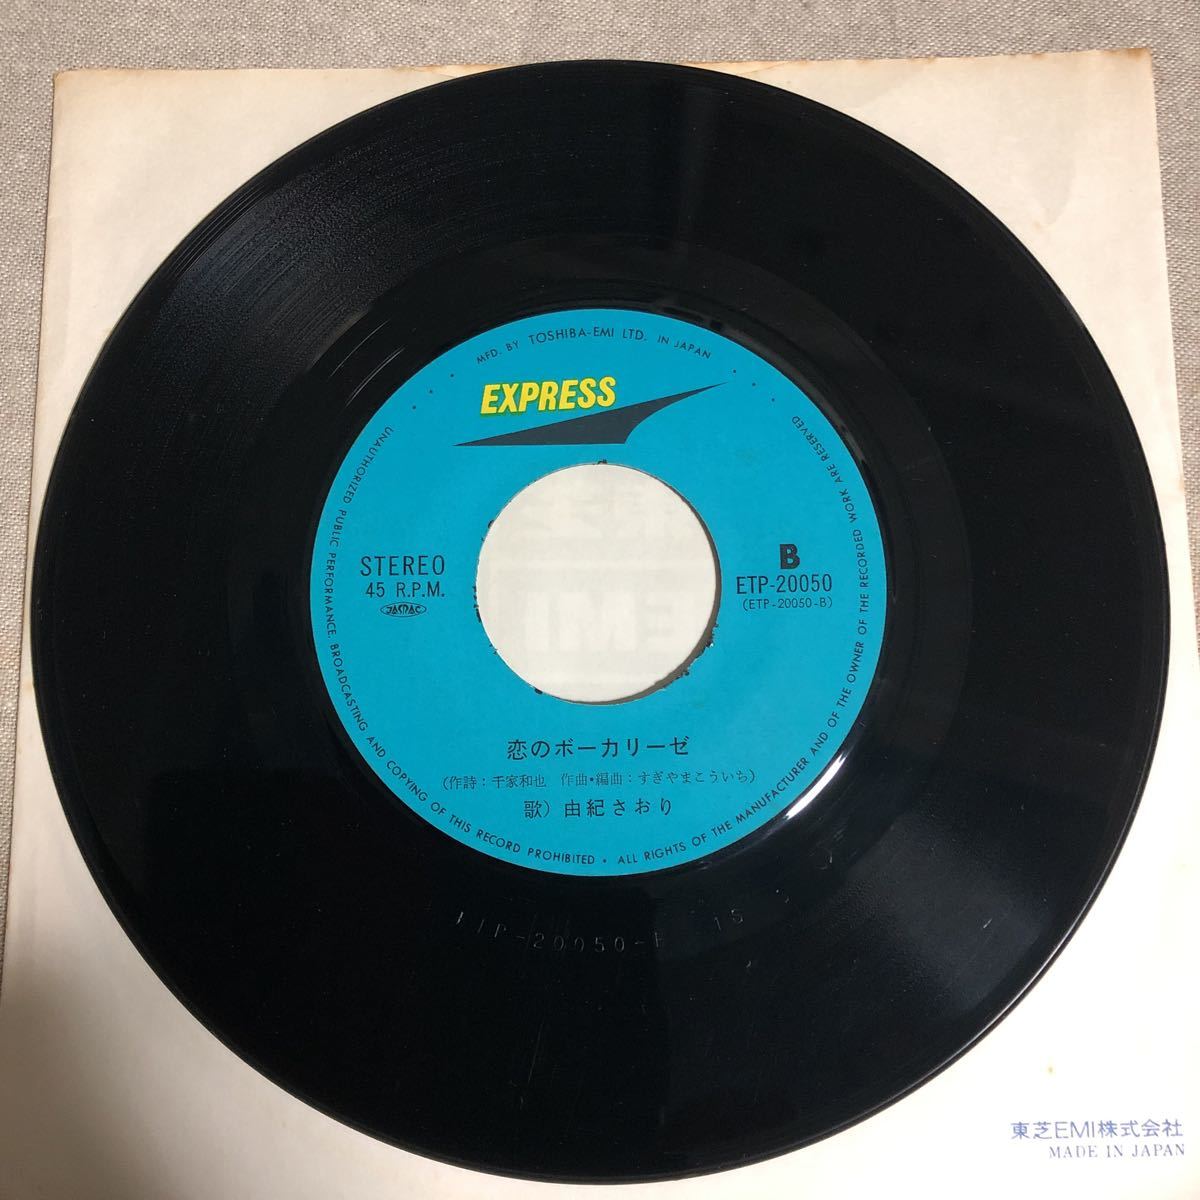 MFD. BY TOSHIBA-EMI LTD. IN JAPAN
EXPRESS
STEREO
45 R.P.M.
JASRAC
B
ETP-20050
(ETP-20050-B)
恋のボーカリーゼ
(作詩:千家和也 作曲・編曲:すぎやまこういち)
歌) 由紀さおり
UNAUTHORIZED PUBLIC PERFORMANCE, BROADCASTING AND COPYING OF THIS RECORD PROHIBITED • ALL RIGHTS OF THE MANUFACTURER AND OF THE OWNER OF THE RECORDED WORK ARE RESERVED
TP-20050- 1S
東芝EMI株式会社
MADE IN JAPAN